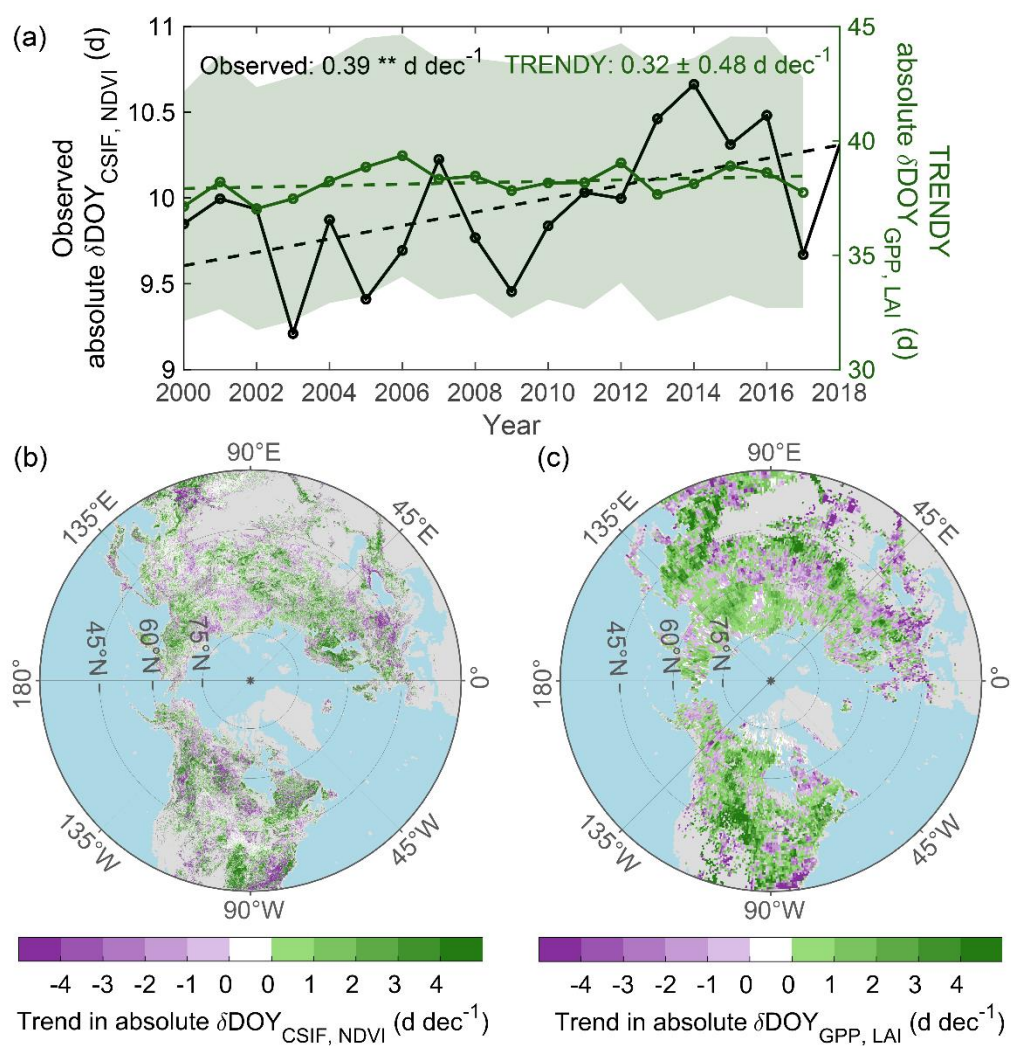 (a)
Observed: 0.39 ** d dec⁻¹ TRENDY: 0.32 ± 0.48 d dec⁻¹
Observed
absolute δDOY_CSIF, NDVI (d)
11
10.5
10
9.5
9
TRENDY
absolute δDOY_GPP, LAI (d)
45
40
35
30
2000 2002 2004 2006 2008 2010 2012 2014 2016 2018
Year
(b)
90°E
135°E
45°E
180°
45°N
60°N
75°N
0
135°W
45°W
90°W
-4 -3 -2 -1 0 0 1 2 3 4
Trend in absolute δDOY_CSIF, NDVI (d dec⁻¹)
(c)
90°E
135°E
45°E
180°
45°N
60°N
75°N
0
135°W
45°W
90°W
-4 -3 -2 -1 0 0 1 2 3 4
Trend in absolute δDOY_GPP, LAI (d dec⁻¹)